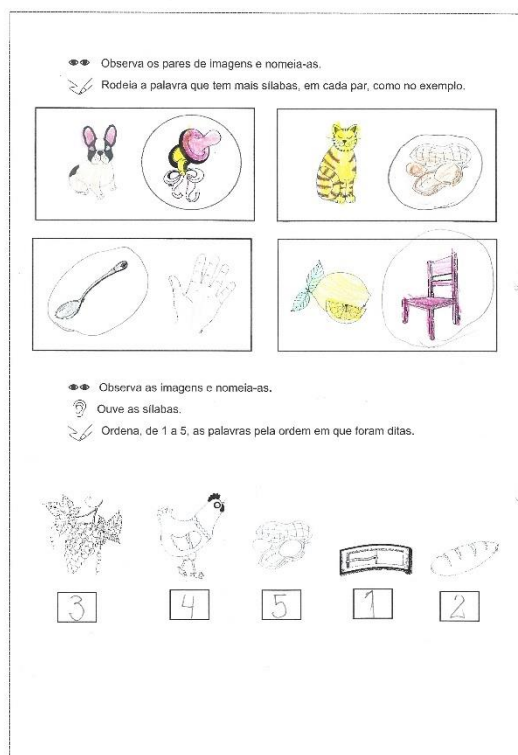 Observa os pares de imagens e nomeia-as.
Rodeia a palavra que tem mais sílabas, em cada par, como no exemplo.
Observa as imagens e nomeia-as.
Ouve as sílabas.
Ordena, de 1 a 5, as palavras pela ordem em que foram ditas.
3 4 5 1 2